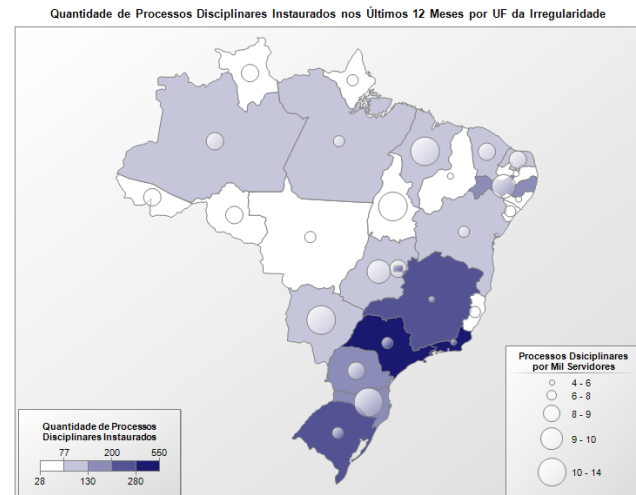 Quantidade de Processos Disciplinares Instaurados nos Últimos 12 Meses por UF da Irregularidade
Processos Dsiciplinares
por Mil Servidores
4 - 6
6 - 8
8 - 9
9 - 10
10 - 14
Quantidade de Processos
Disciplinares Instaurados
77 200 550
28 130 280